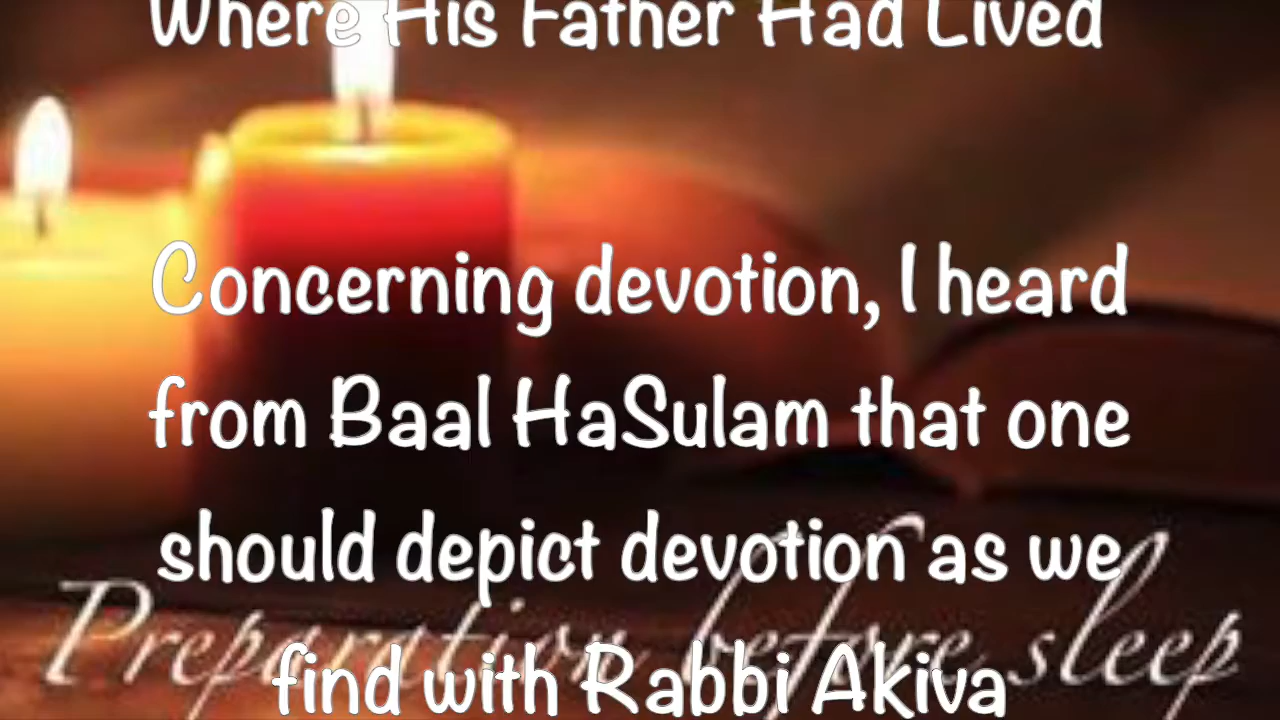 Where His Father Had Lived
Concerning devotion, I heard
from Baal HaSulam that one
should depict devotion as we
Preparation before sleep
find with Rabbi Akiva